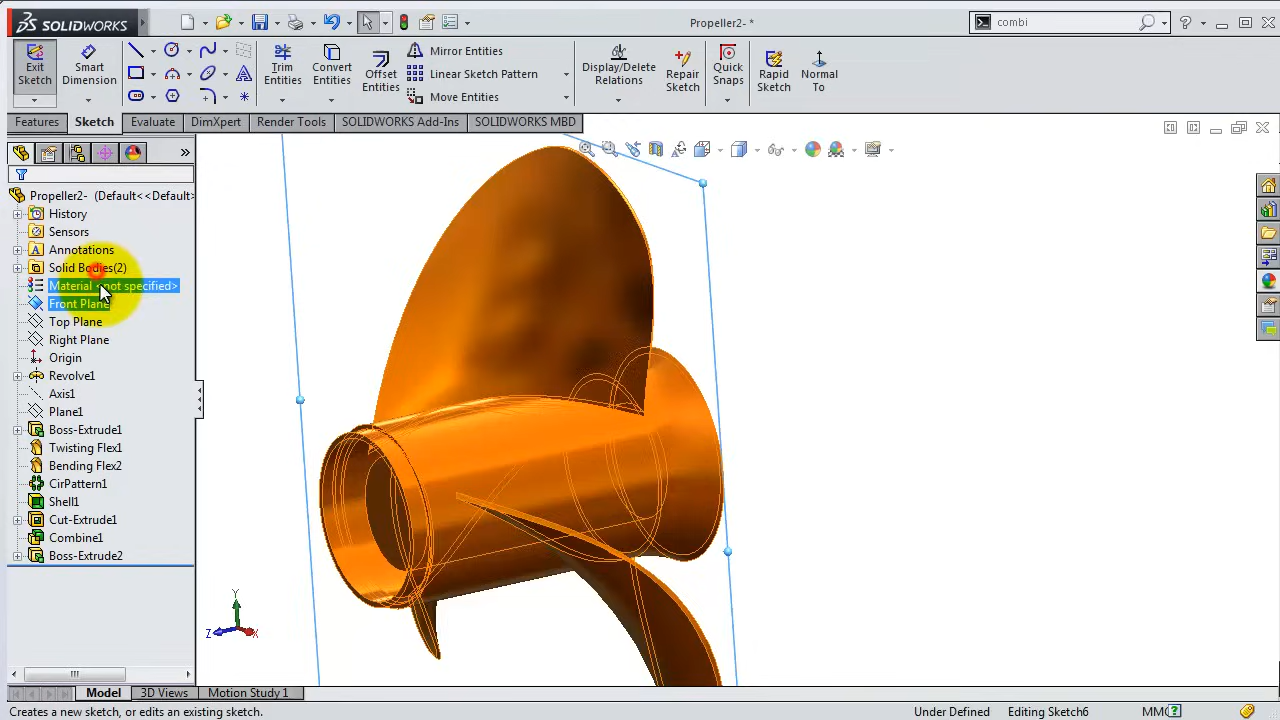 SOLIDWORKS
Propeller2- *
combi
Exit Sketch
Smart Dimension
Trim Entities
Convert Entities
Offset Entities
Mirror Entities
Linear Sketch Pattern
Move Entities
Display/Delete Relations
Repair Sketch
Quick Snaps
Rapid Sketch
Normal To
Features
Sketch
Evaluate
DimXpert
Render Tools
SOLIDWORKS Add-Ins
SOLIDWORKS MBD
Propeller2- (Default<<Default>
History
Sensors
Annotations
Solid Bodies(2)
Material <not specified>
Front Plane
Top Plane
Right Plane
Origin
Revolve1
Axis1
Plane1
Boss-Extrude1
Twisting Flex1
Bending Flex2
CirPattern1
Shell1
Cut-Extrude1
Combine1
Boss-Extrude2
Y
Z
X
Model
3D Views
Motion Study 1
Creates a new sketch, or edits an existing sketch.
Under Defined
Editing Sketch6